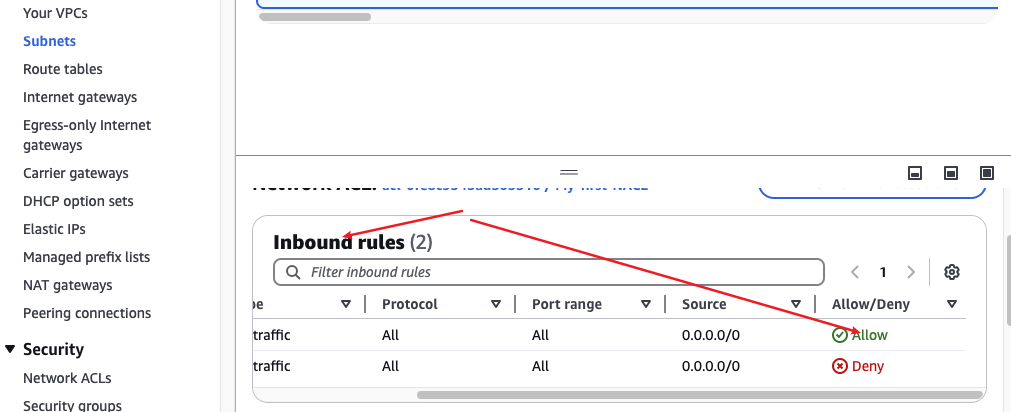 Your VPCs
Subnets
Route tables
Internet gateways
Egress-only Internet
gateways
Carrier gateways
DHCP option sets
Elastic IPs
Managed prefix lists
NAT gateways
Peering connections
Security
Network ACLs
Security groups
Inbound rules (2)
Filter inbound rules
1
pe Protocol Port range Source Allow/Deny
traffic All All 0.0.0.0/0 Allow
traffic All All 0.0.0.0/0 Deny